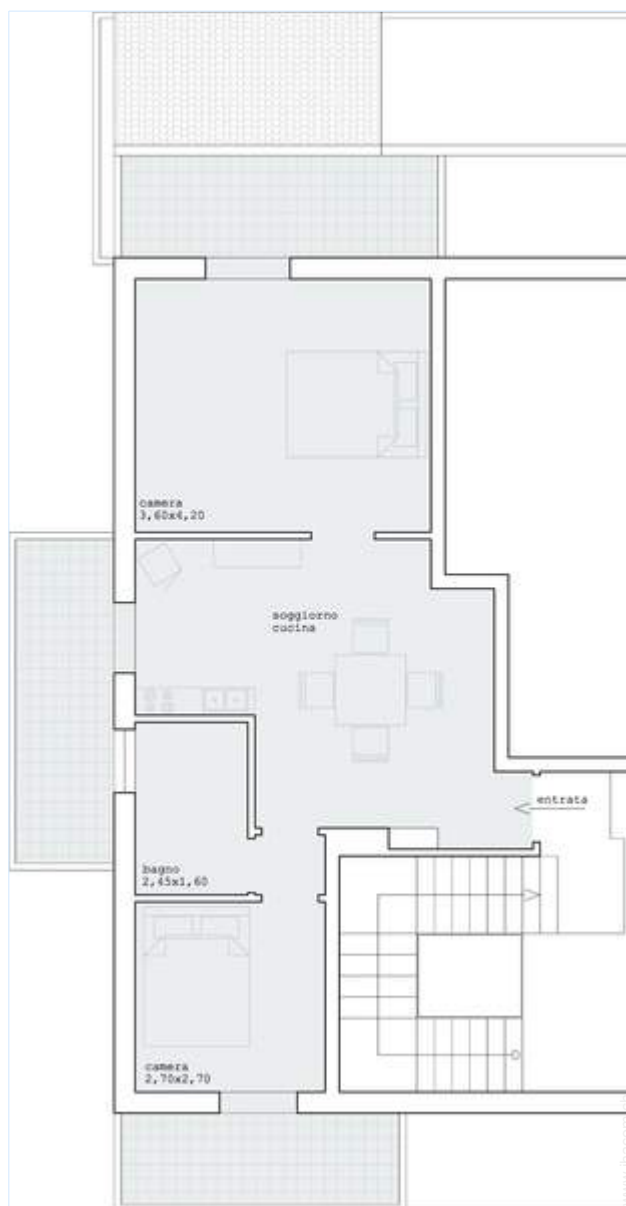 camera
3,60x4,20
soggiorno
cucina
entrata
bagno
2,45x1,60
camera
2,70x2,70